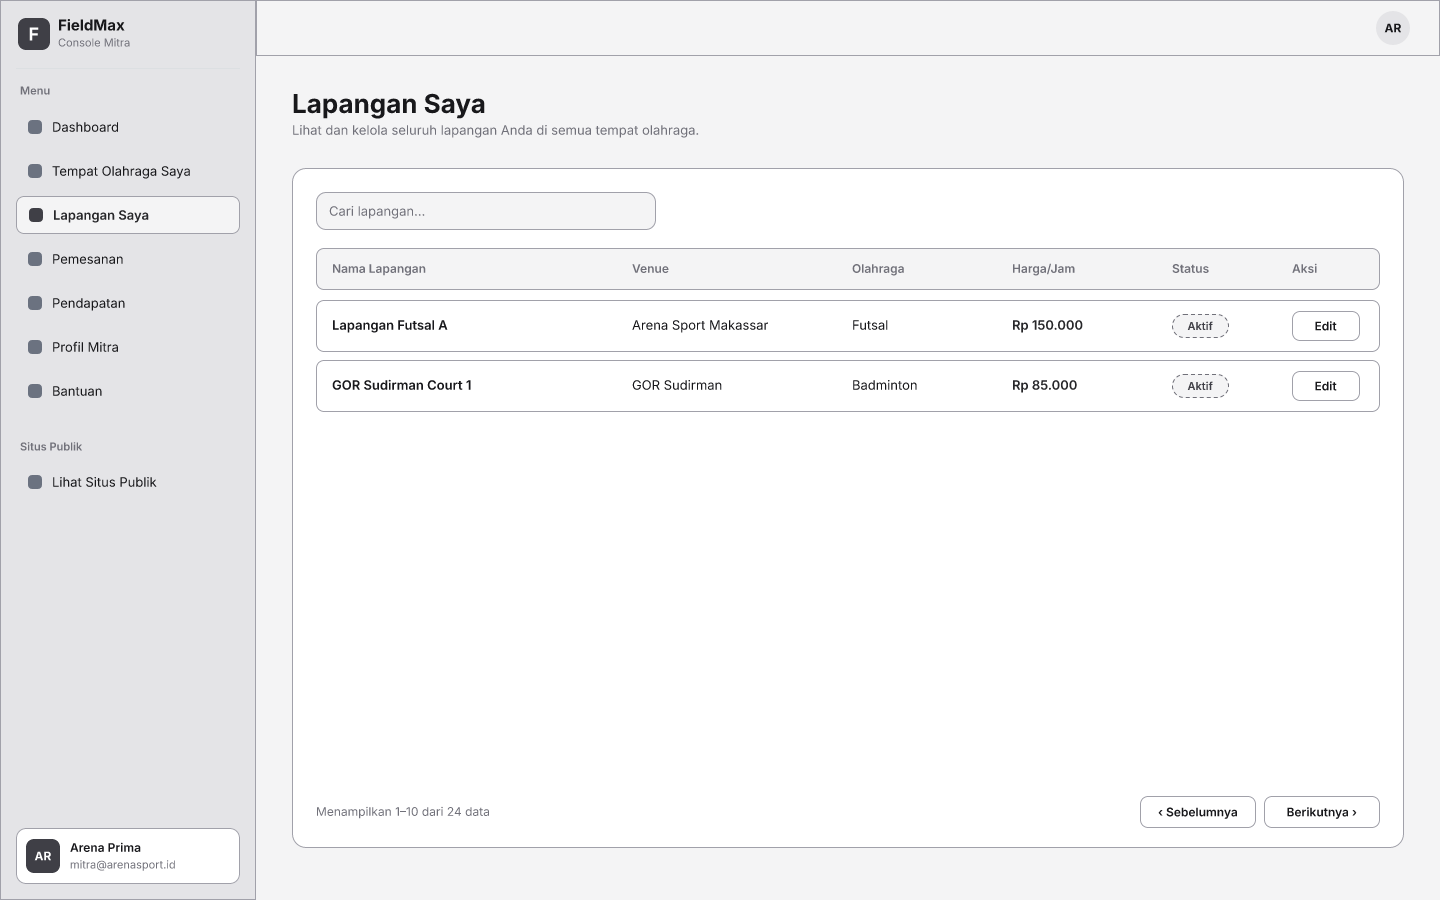 F
FieldMax
Console Mitra
Menu
Dashboard
Tempat Olahraga Saya
Lapangan Saya
Pemesanan
Pendapatan
Profil Mitra
Bantuan
Situs Publik
Lihat Situs Publik
AR
Arena Prima
mitra@arenasport.id
AR
Lapangan Saya
Lihat dan kelola seluruh lapangan Anda di semua tempat olahraga.
Cari lapangan...
Nama Lapangan Venue Olahraga Harga/Jam Status Aksi
Lapangan Futsal A Arena Sport Makassar Futsal Rp 150.000 Aktif Edit
GOR Sudirman Court 1 GOR Sudirman Badminton Rp 85.000 Aktif Edit
Menampilkan 1–10 dari 24 data
‹ Sebelumnya Berikutnya ›